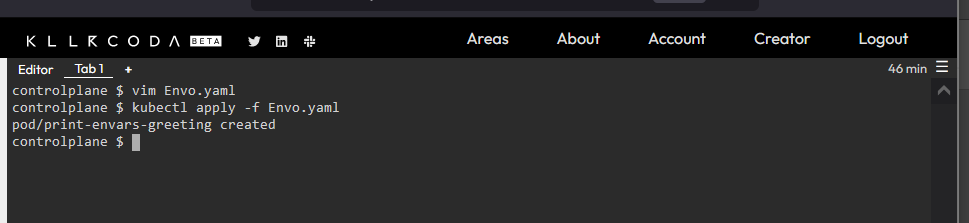 KILLERCODA BETA
Areas About Account Creator Logout
Editor Tab 1 + 46 min
controlplane $ vim Envo.yaml
controlplane $ kubectl apply -f Envo.yaml
pod/print-envars-greeting created
controlplane $